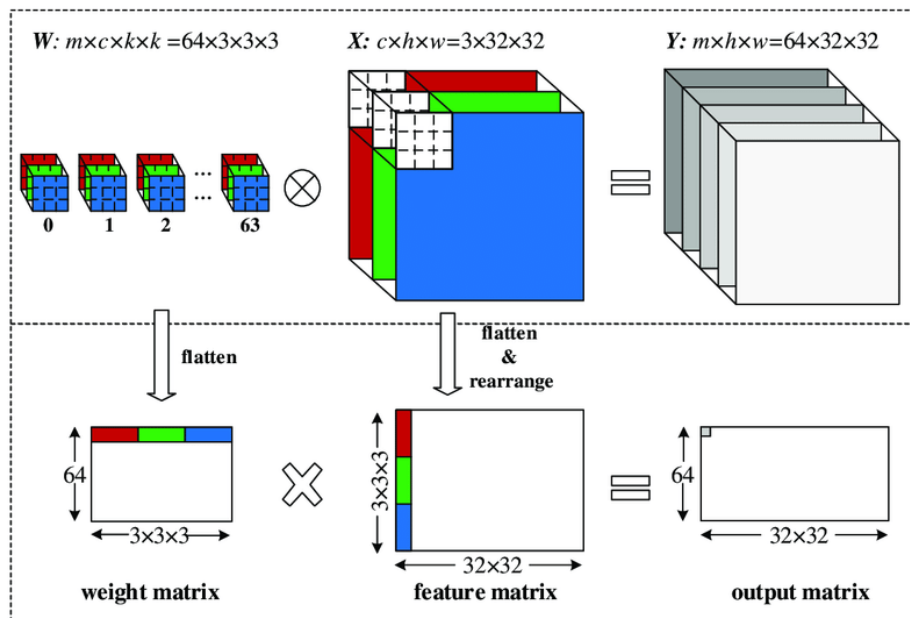 W: m×c×k×k =64×3×3×3
X: c×h×w=3×32×32
Y: m×h×w=64×32×32
...
...
0 1 2 63
flatten
flatten
&
rearrange
64
3×3×3
weight matrix
3×3×3
32×32
feature matrix
64
32×32
output matrix